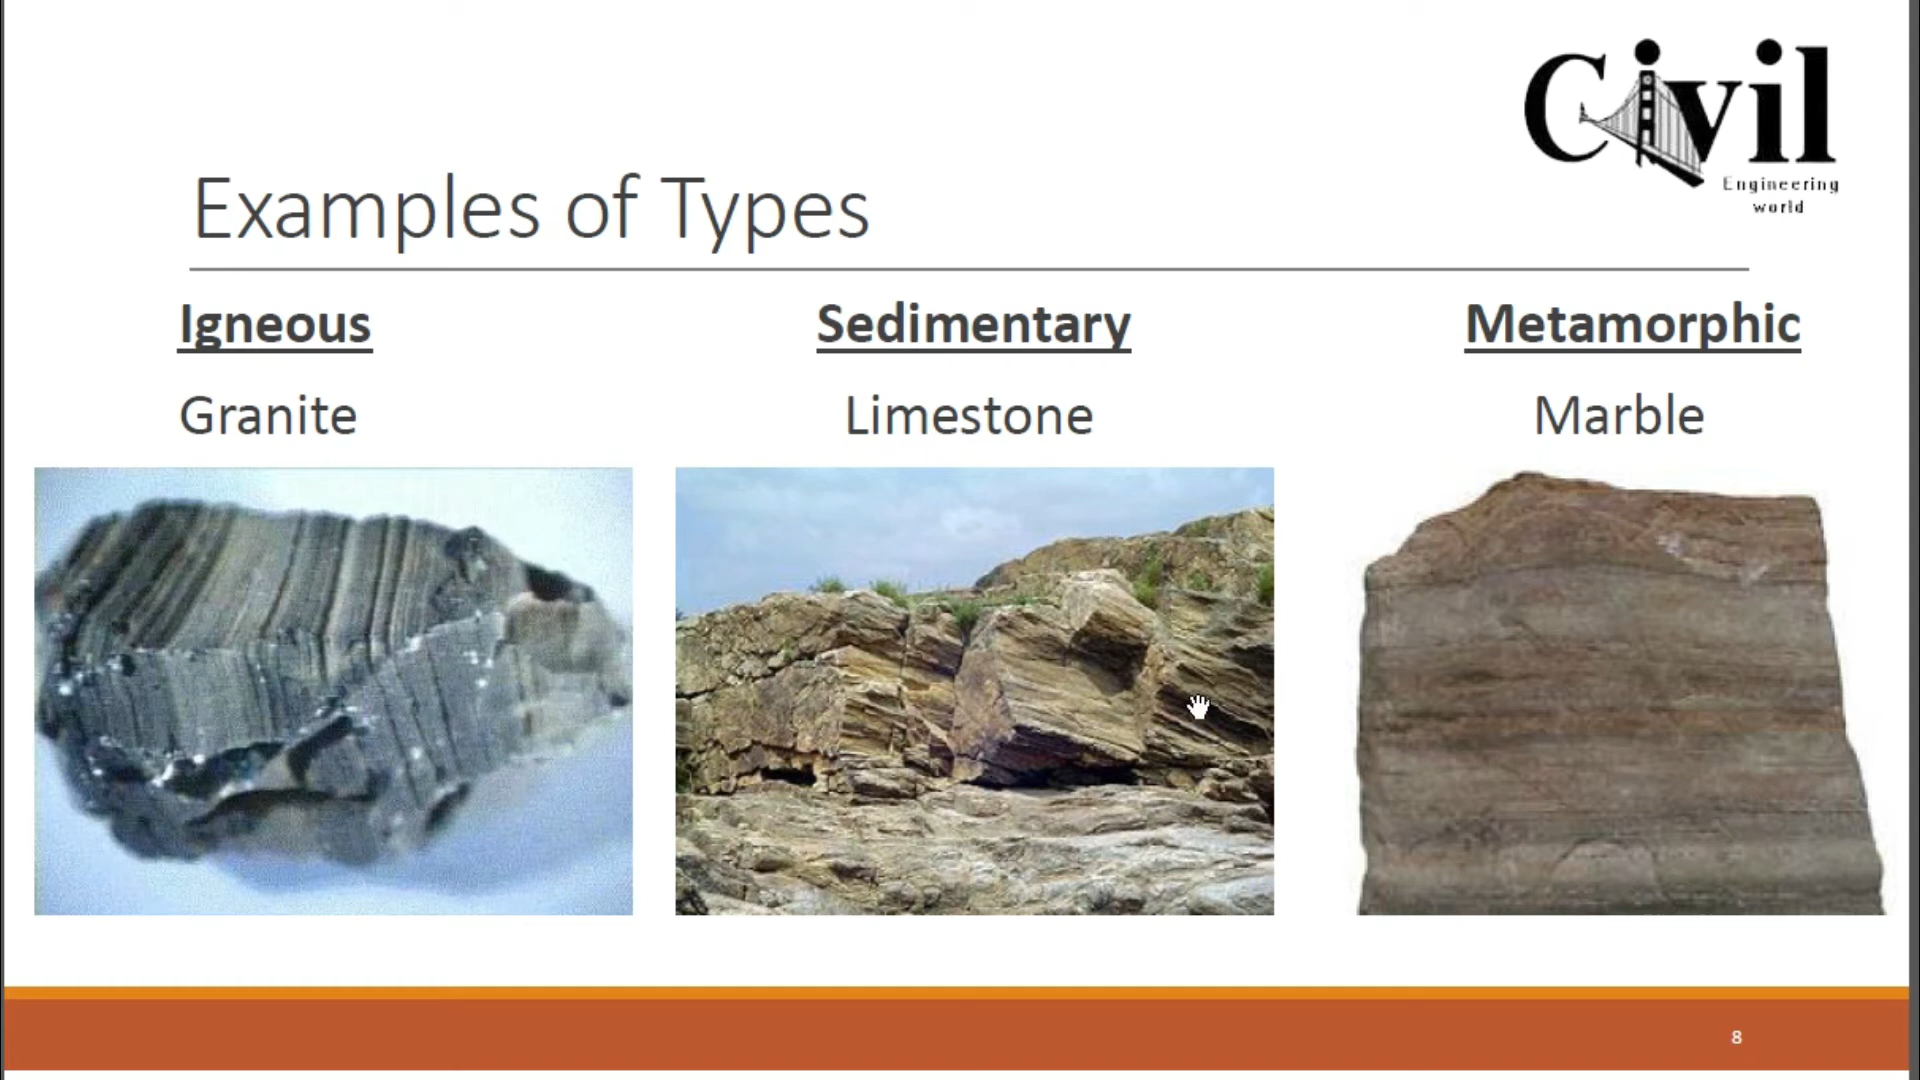 Civil
Engineering
world
Examples of Types
Igneous
Sedimentary
Metamorphic
Granite
Limestone
Marble
8